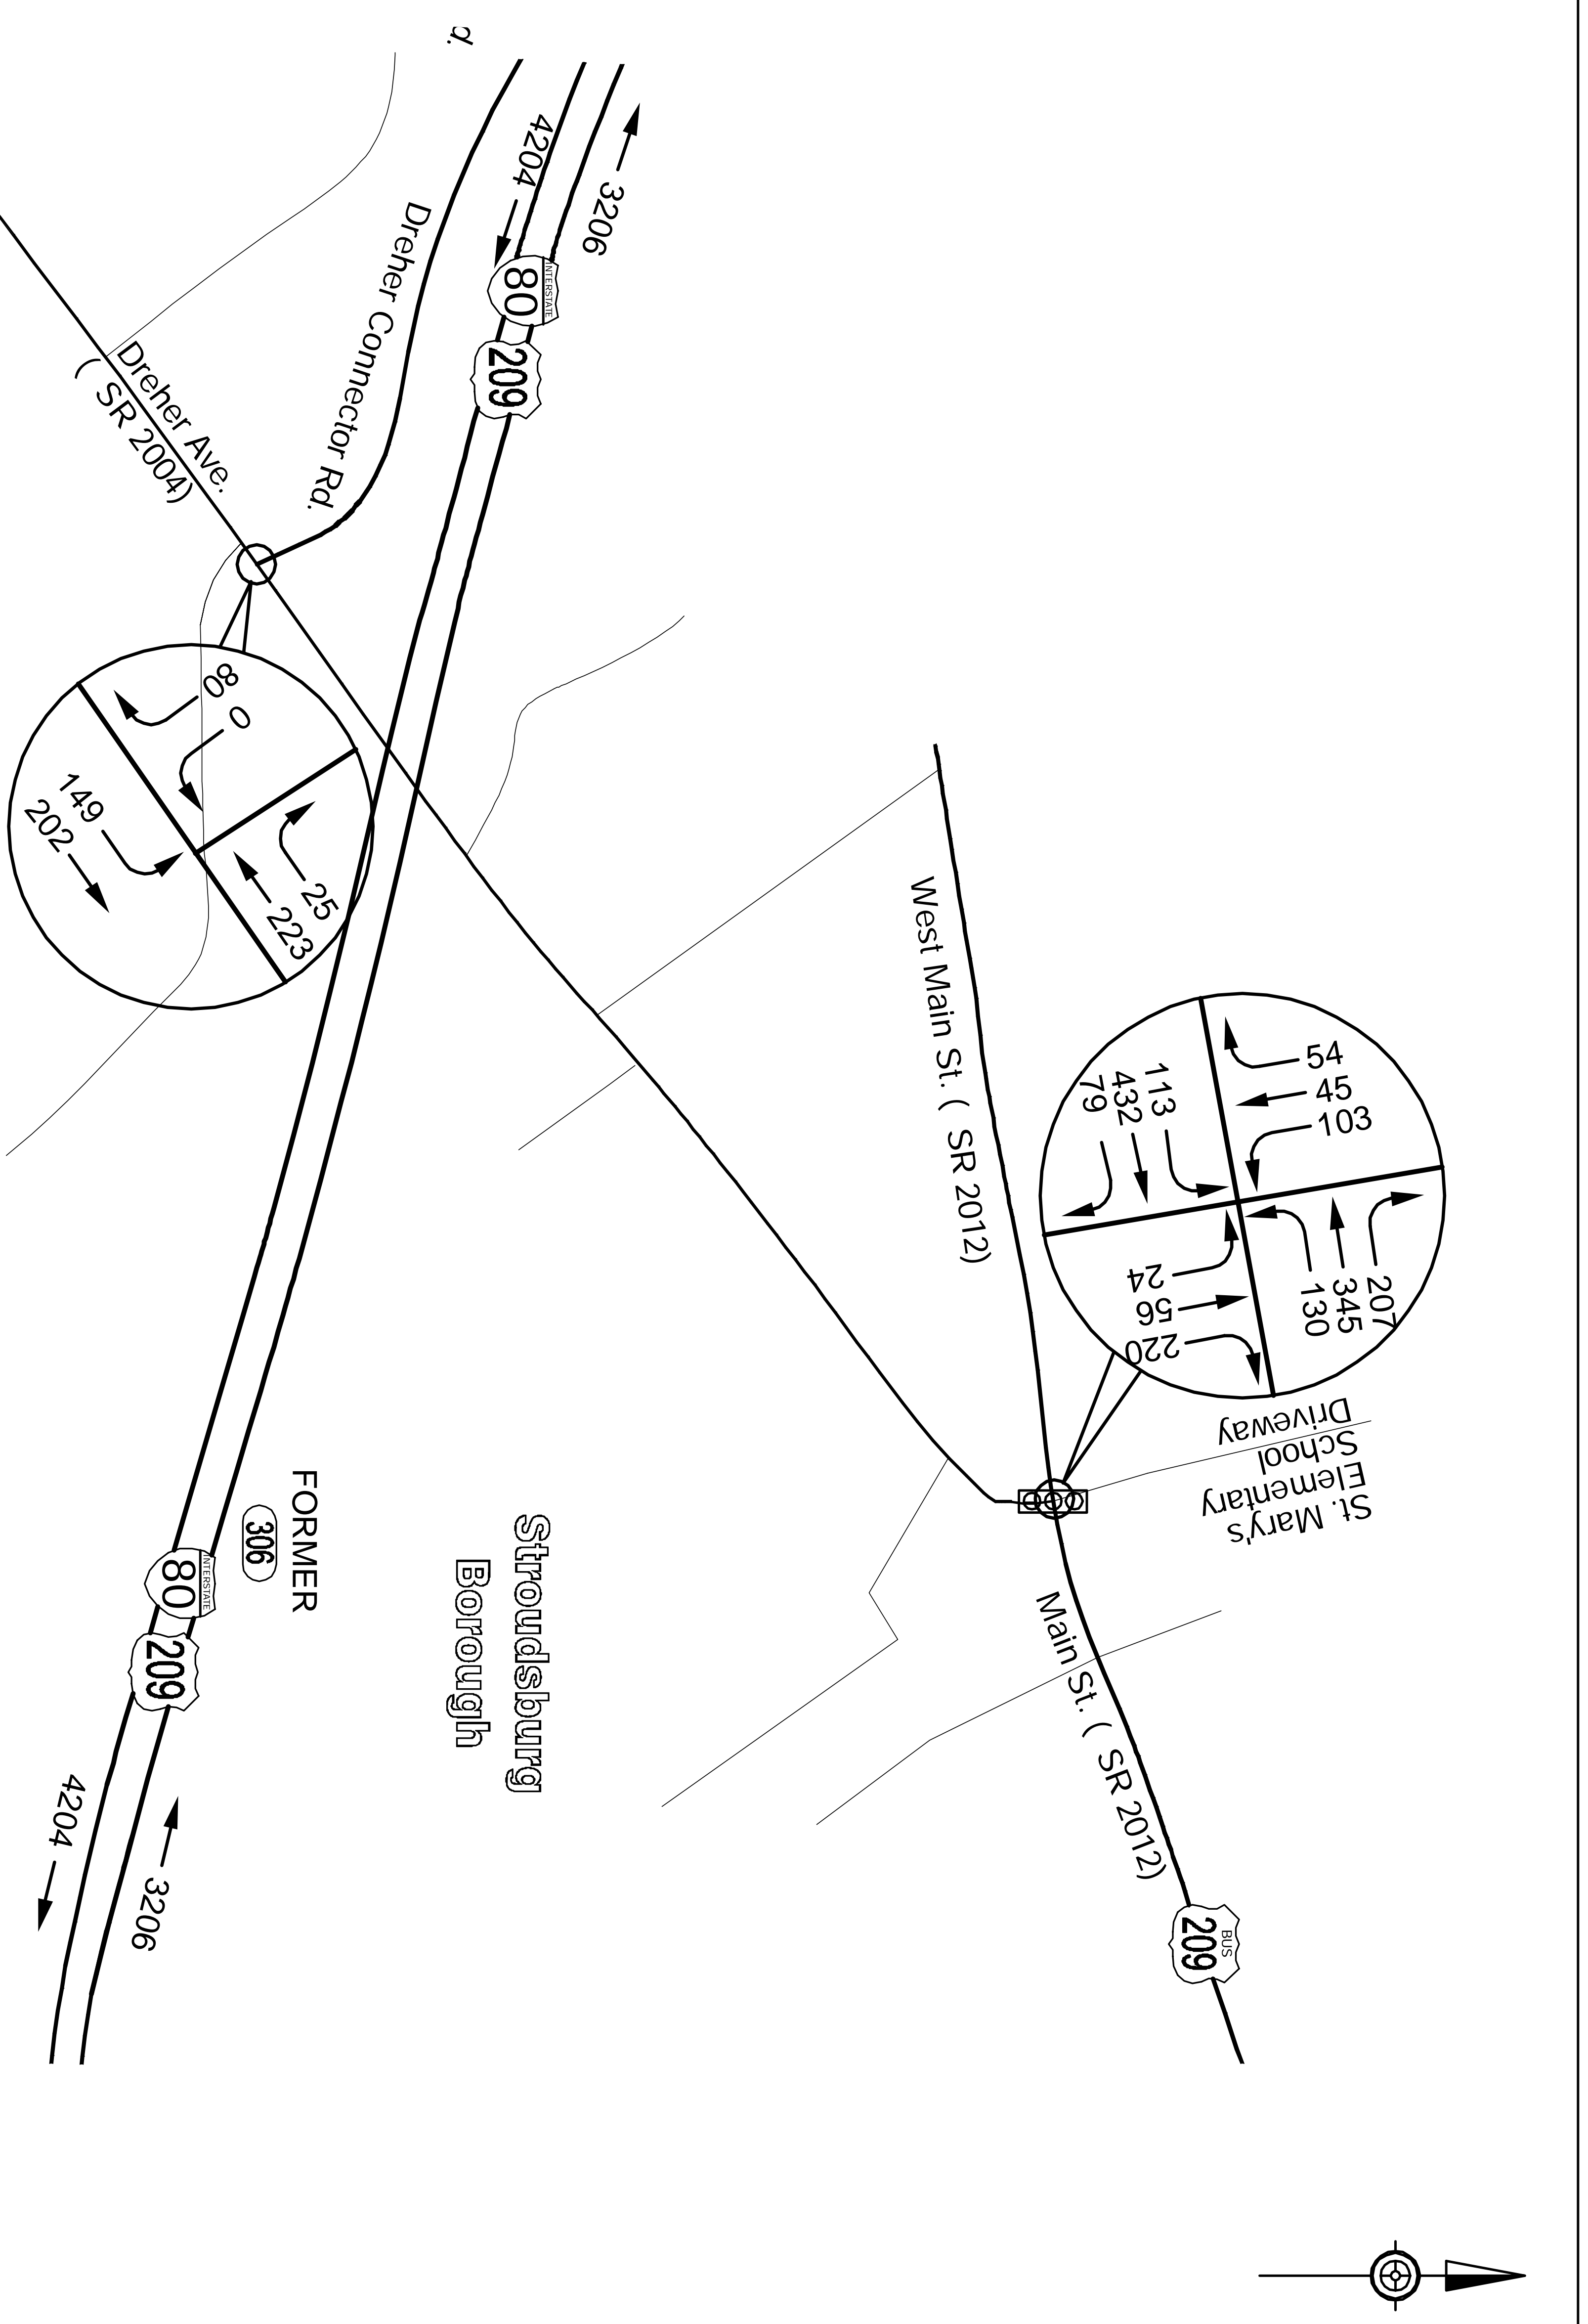 d.
4204
3206
INTERSTATE
80
209
Dreher Connector Rd.
Dreher Ave.
( SR 2004)
80
0
149
202
25
223
West Main St. ( SR 2012)
54
45
103
113
432
79
24
56
220
207
345
130
St. Mary's
Elementary
School
Driveway
Main St. ( SR 2012)
BUS
209
Stroudsburg
Borough
FORMER
306
INTERSTATE
80
209
4204
3206